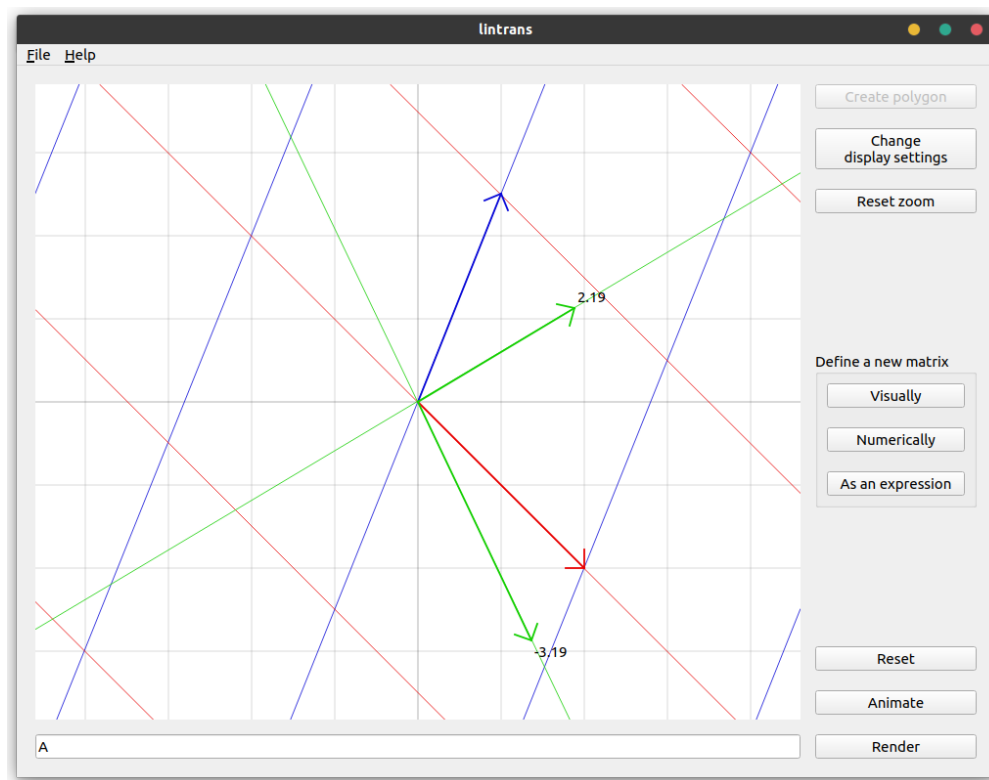 lintrans
File Help
Create polygon
Change
display settings
Reset zoom
2.19
Define a new matrix
Visually
Numerically
As an expression
-3.19
Reset
Animate
A
Render